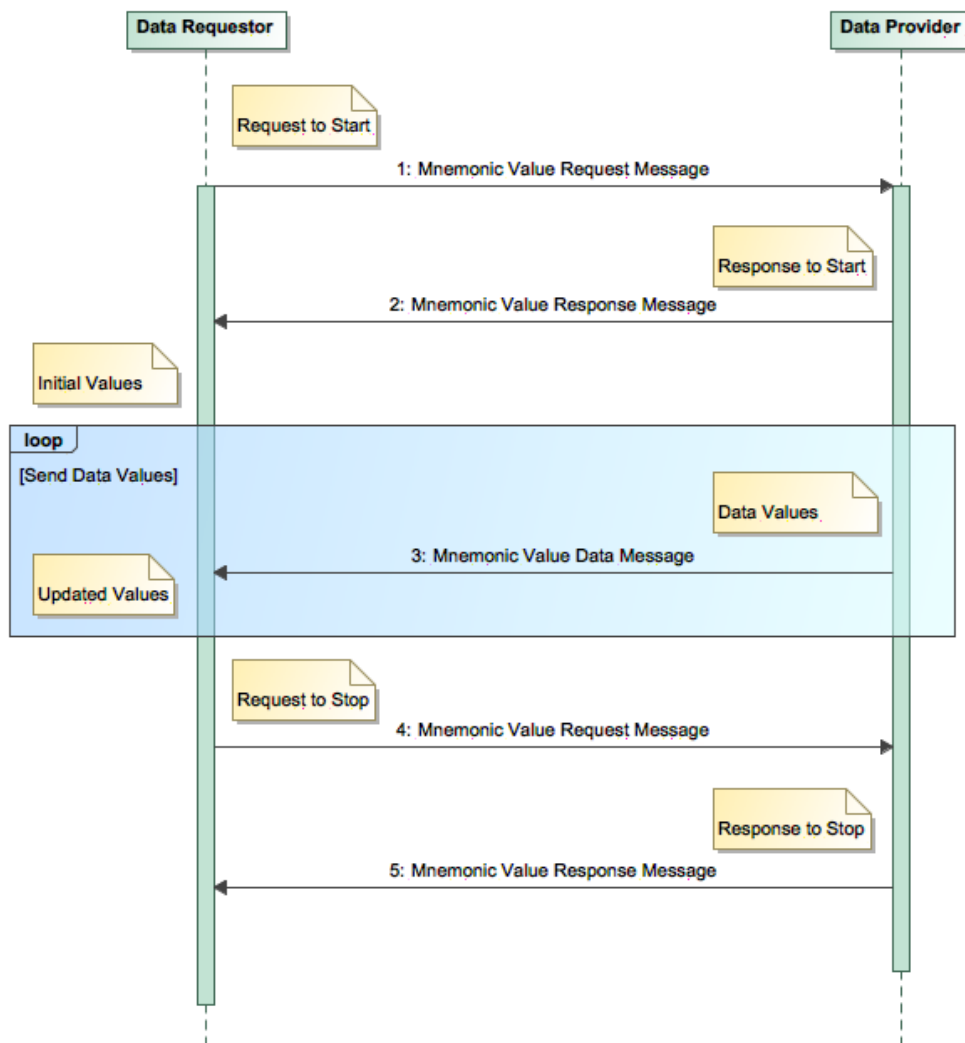 Data Requestor
Data Provider
Request to Start
1: Mnemonic Value Request Message
Response to Start
2: Mnemonic Value Response Message
Initial Values
loop
[Send Data Values]
Data Values
3: Mnemonic Value Data Message
Updated Values
Request to Stop
4: Mnemonic Value Request Message
Response to Stop
5: Mnemonic Value Response Message